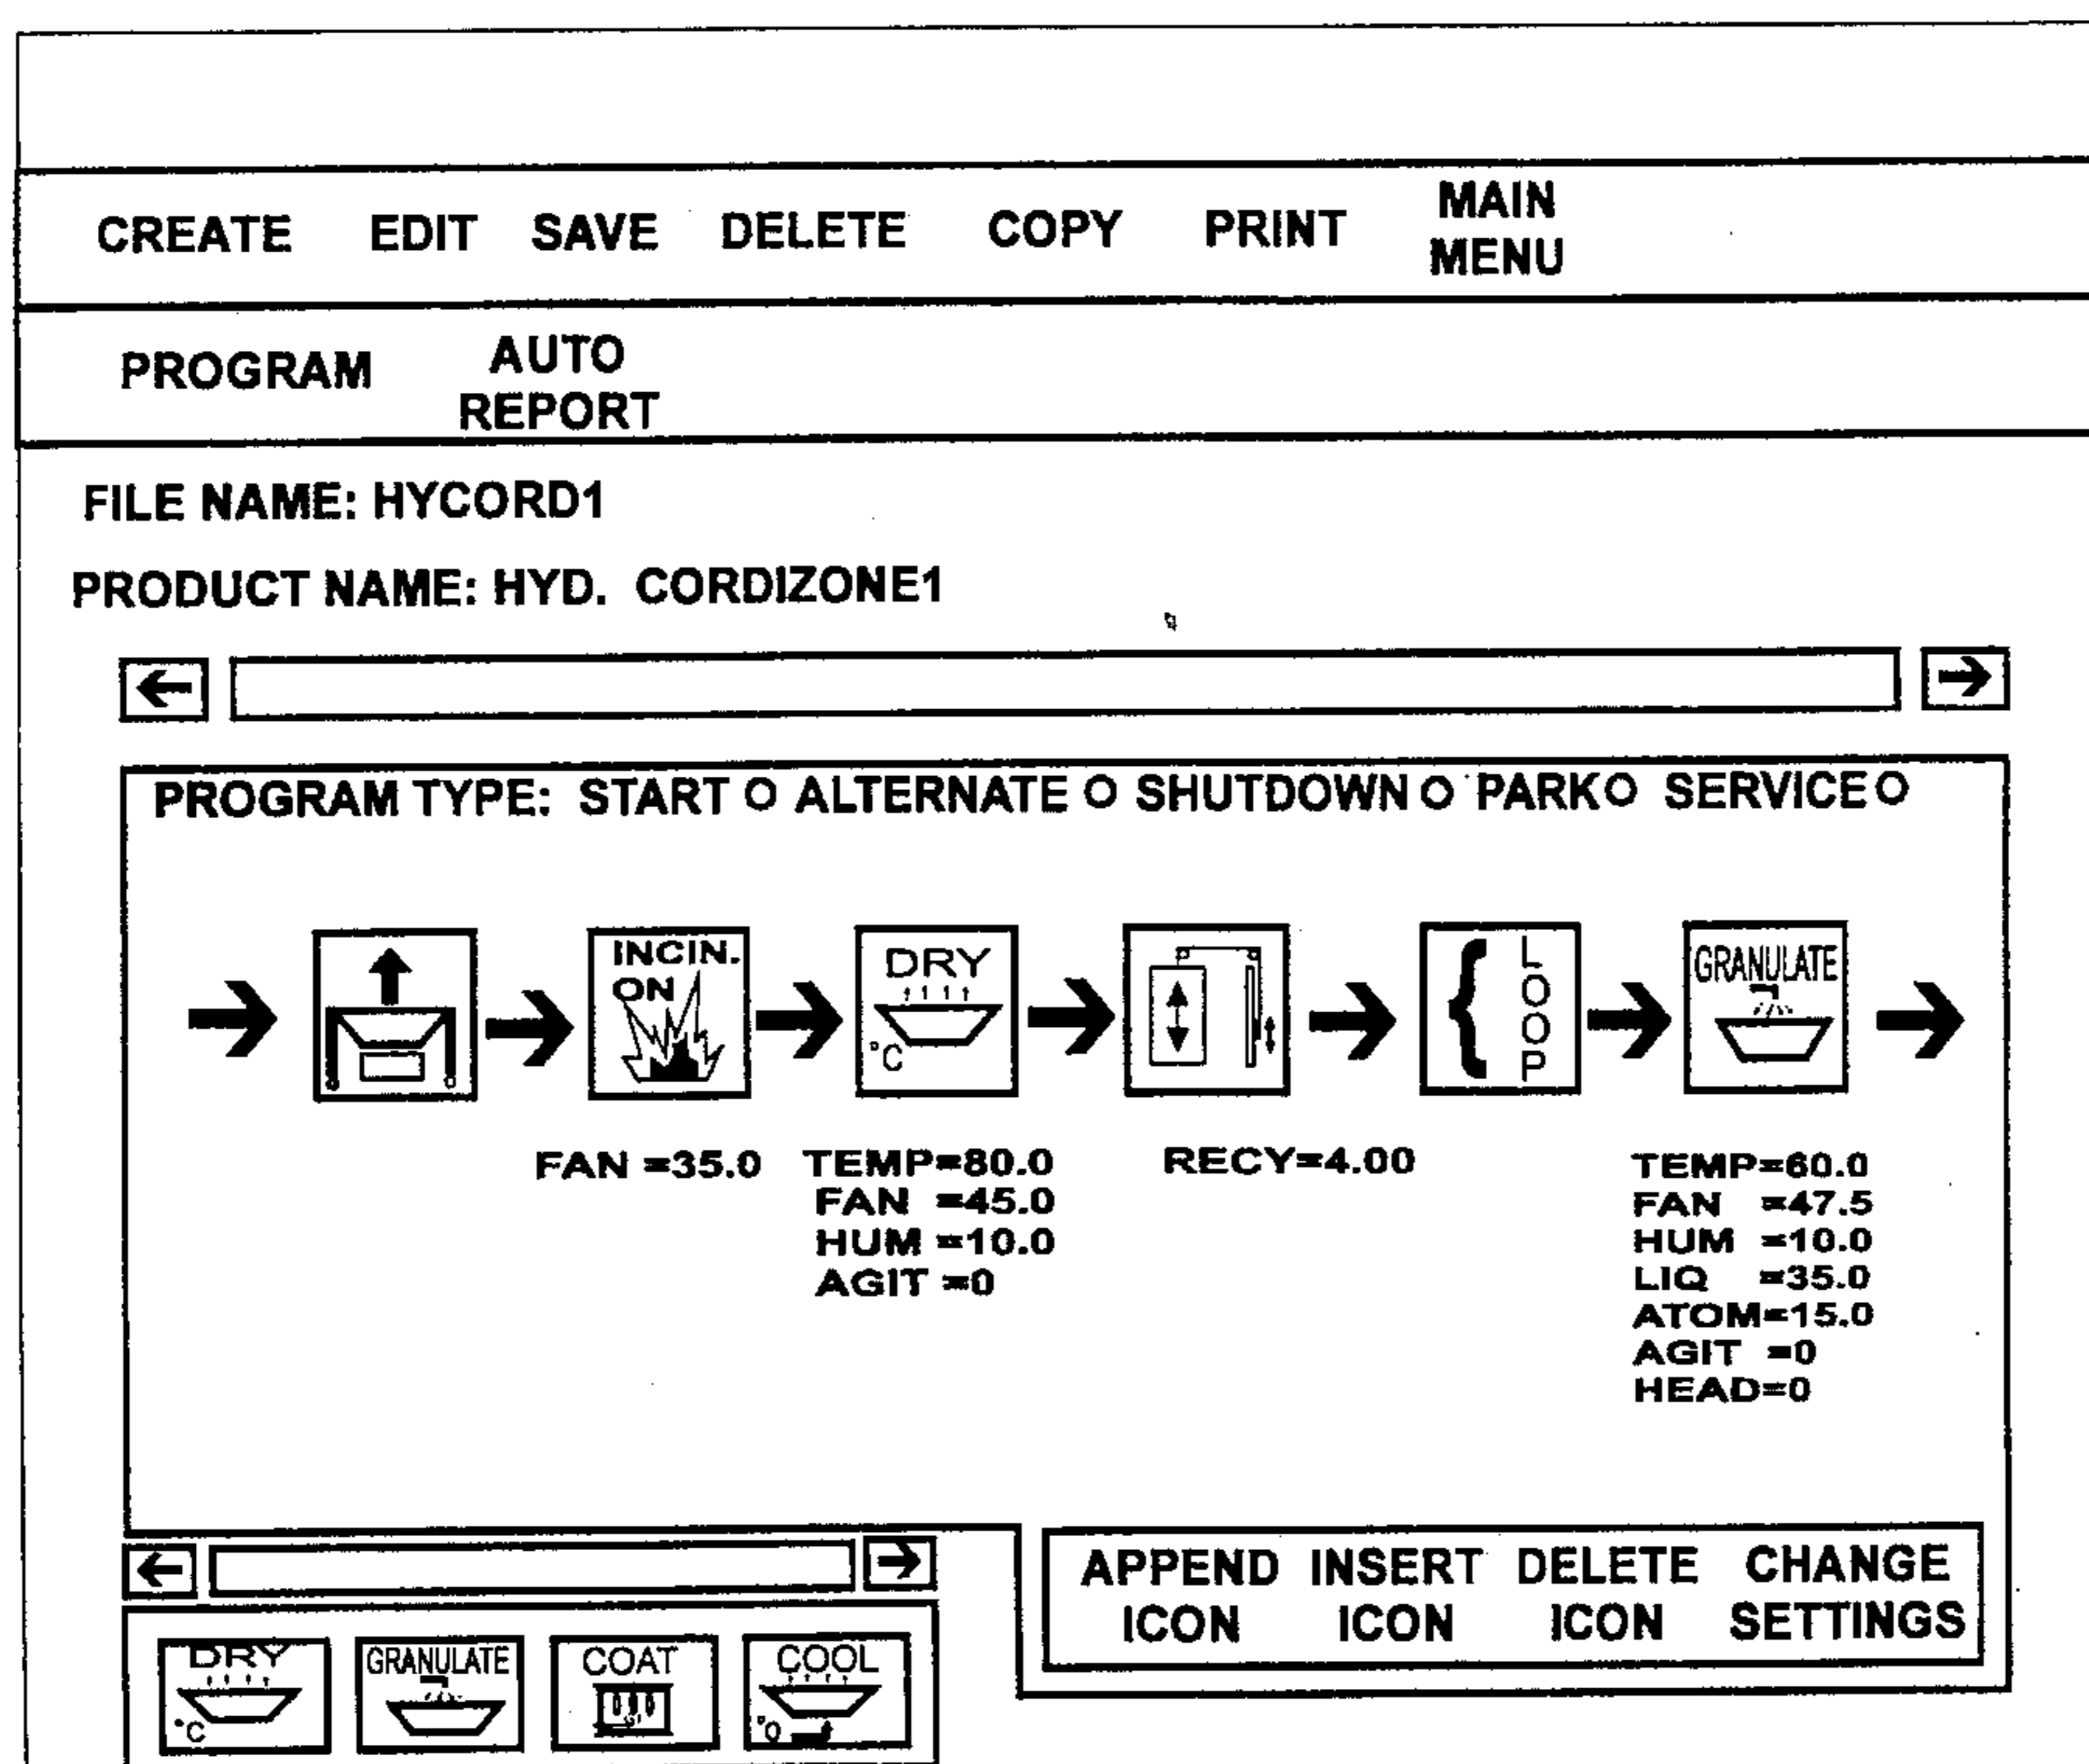 CREATE EDIT SAVE DELETE COPY PRINT MAIN MENU
PROGRAM AUTO REPORT
FILE NAME: HYCORD1
PRODUCT NAME: HYD. CORDIZONE1
PROGRAM TYPE: START O ALTERNATE O SHUTDOWN O PARK O SERVICE O
INCIN.
ON
DRY
°C
{ LOOP
GRANULATE
FAN =35.0
TEMP=80.0
FAN =45.0
HUM =10.0
AGIT =0
RECY=4.00
TEMP=60.0
FAN =47.5
HUM =10.0
LIQ =35.0
ATOM=15.0
AGIT =0
HEAD=0
APPEND ICON
INSERT ICON
DELETE ICON
CHANGE SETTINGS
DRY
°C
GRANULATE
COAT
COOL